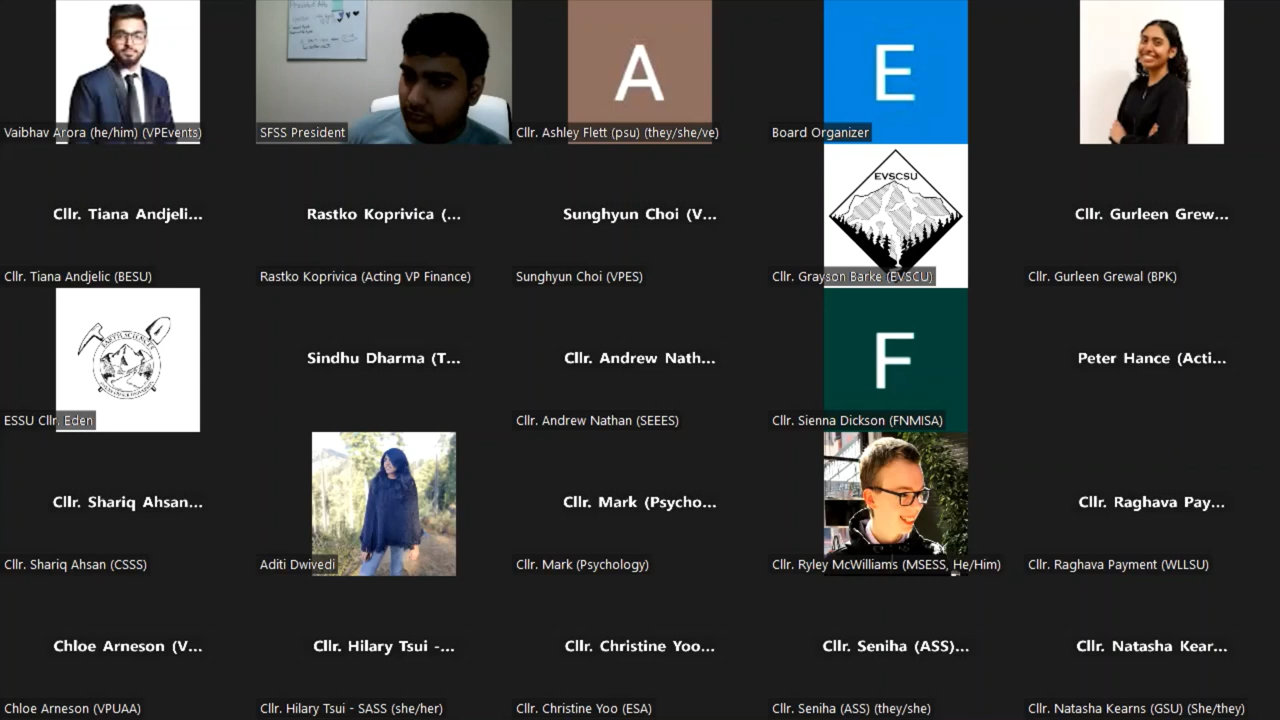 A
E
Vaibhav Arora (he/him) (VPEvents)
SFSS President
Cllr. Ashley Flett (psu) (they/she/ve)
Board Organizer
EVSCSU
Cllr. Tiana Andjeli...
Rastko Koprivica (...
Sunghyun Choi (V...
Cllr. Gurleen Grew...
Cllr. Tiana Andjelic (BESU)
Rastko Koprivica (Acting VP Finance)
Sunghyun Choi (VPES)
Cllr. Grayson Barke (EVSCU)
Cllr. Gurleen Grewal (BPK)
Sindhu Dharma (T...
Cllr. Andrew Nath...
F
Peter Hance (Acti...
ESSU Cllr. Eden
Cllr. Andrew Nathan (SEEES)
Cllr. Sienna Dickson (FNMISA)
Cllr. Shariq Ahsan...
Cllr. Mark (Psycho...
Cllr. Raghava Pay...
Cllr. Shariq Ahsan (CSSS)
Aditi Dwivedi
Cllr. Mark (Psychology)
Cllr. Ryley McWilliams (MSESS, He/Him)
Cllr. Raghava Payment (WLLSU)
Chloe Arneson (V...
Cllr. Hilary Tsui -...
Cllr. Christine Yoo...
Cllr. Seniha (ASS)...
Cllr. Natasha Kear...
Chloe Arneson (VPUAA)
Cllr. Hilary Tsui - SASS (she/her)
Cllr. Christine Yoo (ESA)
Cllr. Seniha (ASS) (they/she)
Cllr. Natasha Kearns (GSU) (She/they)